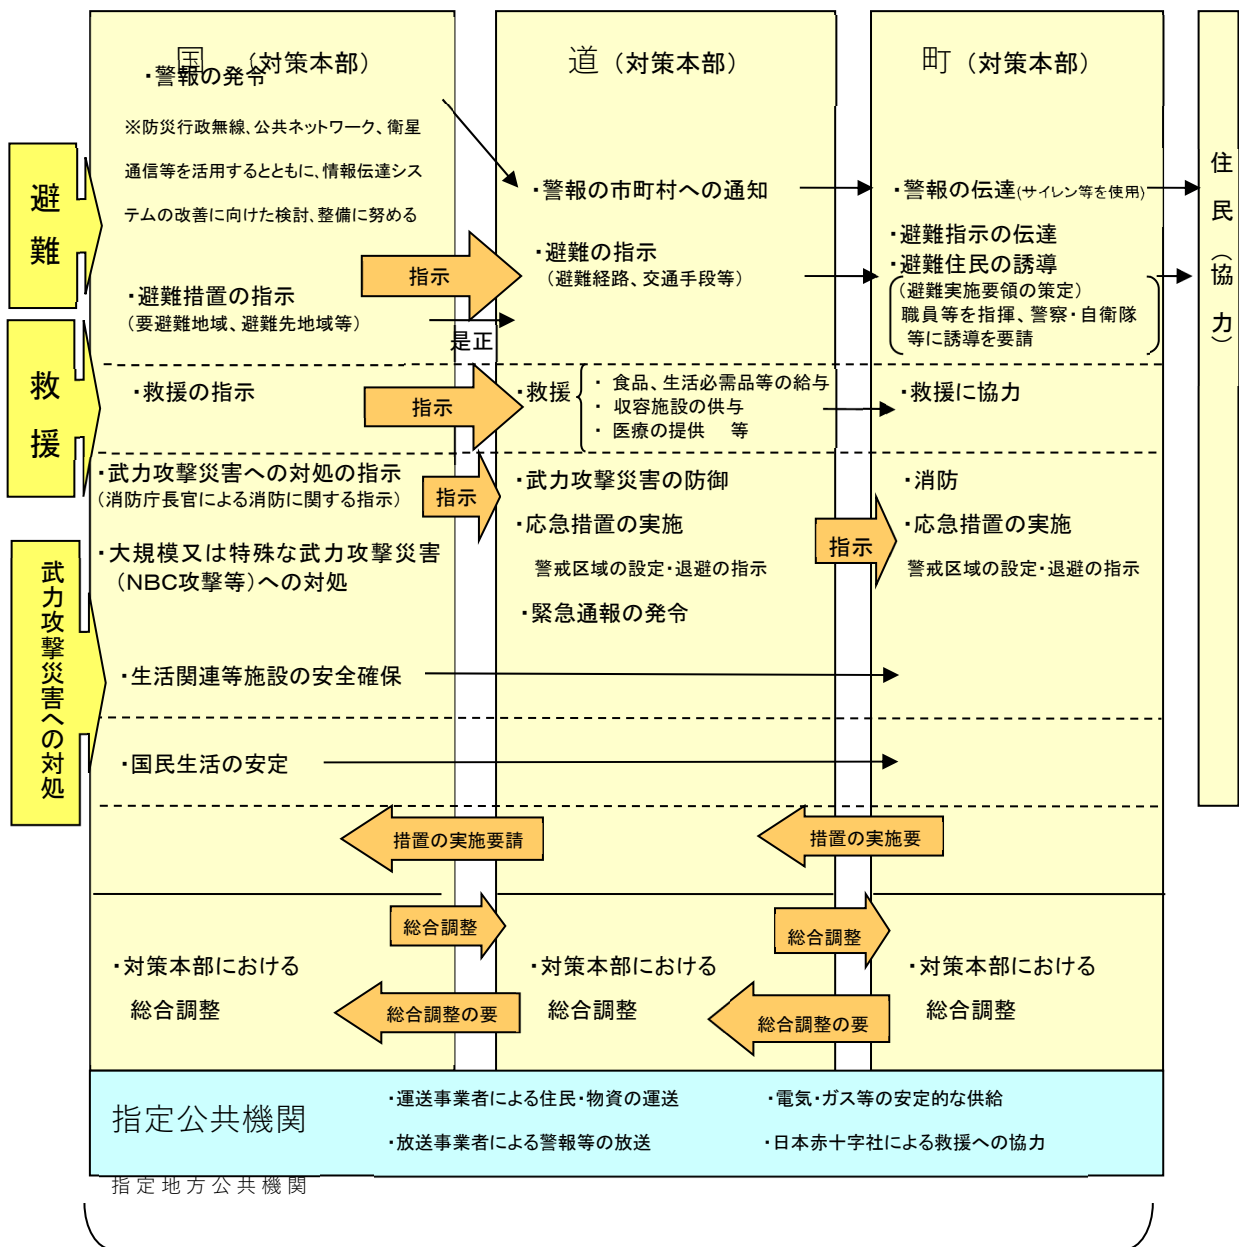 国 (対策本部)
・警報の発令
※防災行政無線、公共ネットワーク、衛星
通信等を活用するとともに、情報伝達シス
テムの改善に向けた検討、整備に努める
・避難措置の指示
(要避難地域、避難先地域等)
道 (対策本部)
・警報の市町村への通知
・避難の指示
(避難経路、交通手段等)
町 (対策本部)
・警報の伝達(サイレン等を使用)
・避難指示の伝達
・避難住民の誘導
(避難実施要領の策定)
職員等を指揮、警察・自衛隊
等に誘導を要請
住民(協力)
避難
指示
是正
救援
・救援の指示
指示
・救援
・ 食品、生活必需品等の給与
・ 収容施設の供与
・ 医療の提供 等
・救援に協力
武力攻撃災害への対処
・武力攻撃災害への対処の指示
(消防庁長官による消防に関する指示)
・大規模又は特殊な武力攻撃災害
(NBC攻撃等)への対処
指示
・武力攻撃災害の防御
・応急措置の実施
警戒区域の設定・退避の指示
・緊急通報の発令
指示
・消防
・応急措置の実施
警戒区域の設定・退避の指示
・生活関連等施設の安全確保
・国民生活の安定
措置の実施要請
措置の実施要
総合調整
総合調整
・対策本部における
総合調整
・対策本部における
総合調整
・対策本部における
総合調整
総合調整の要
総合調整の要
指定公共機関
・運送事業者による住民・物資の運送
・電気・ガス等の安定的な供給
・放送事業者による警報等の放送
・日本赤十字社による救援への協力
指定地方公共機関